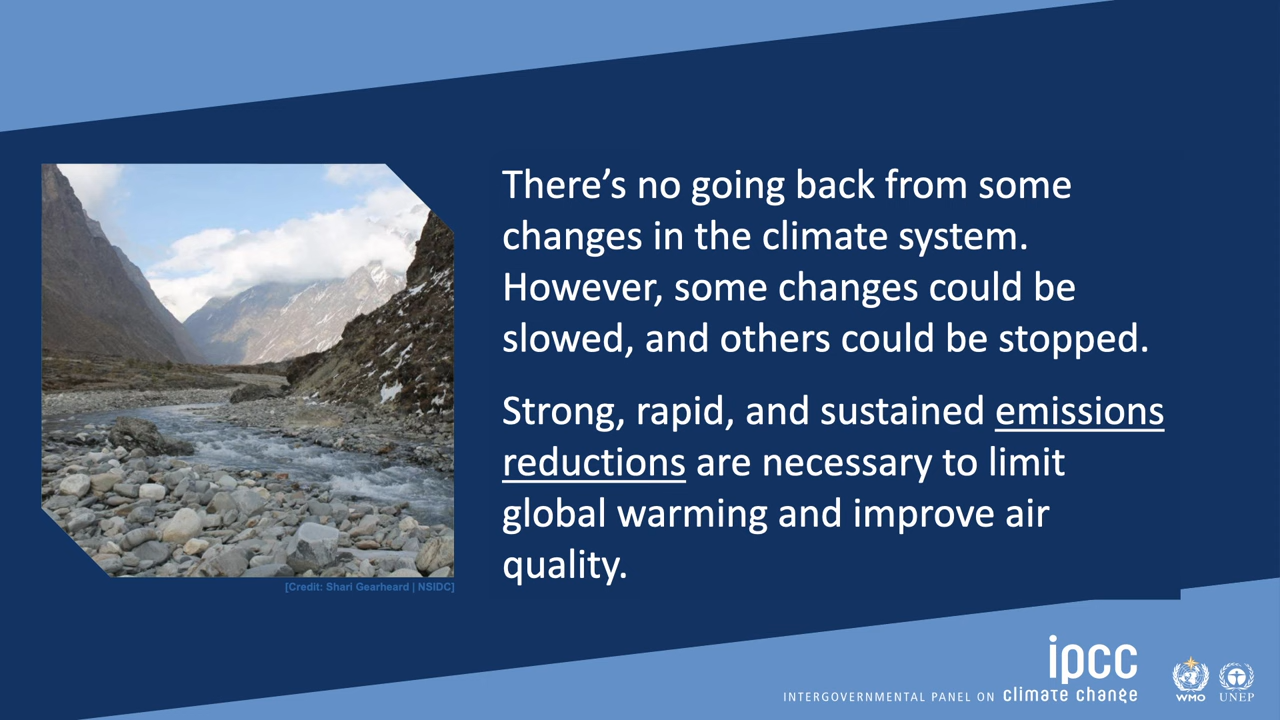 There’s no going back from some
changes in the climate system.
However, some changes could be
slowed, and others could be stopped.
Strong, rapid, and sustained emissions
reductions are necessary to limit
global warming and improve air
quality.
[Credit: Shari Gearheard | NSIDC]
ipcc
INTERGOVERNMENTAL PANEL ON climate change
WMO
UNEP